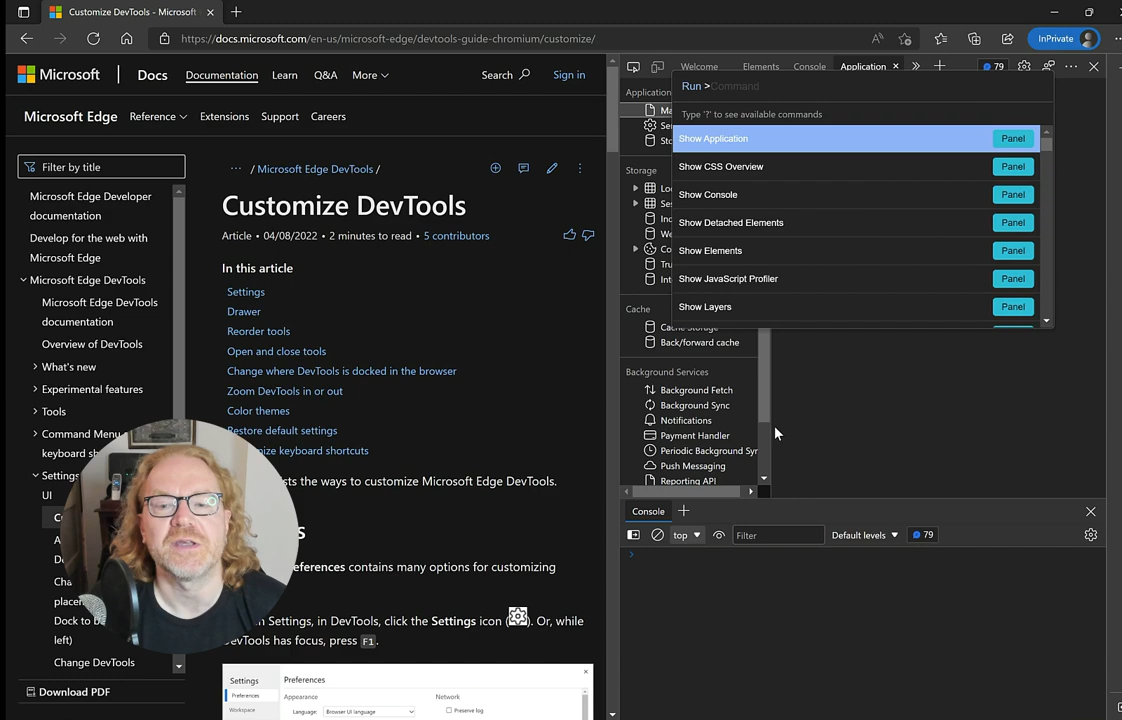 Customize DevTools - Microsoft
https://docs.microsoft.com/en-us/microsoft-edge/devtools-guide-chromium/customize/
InPrivate
Microsoft
Docs
Documentation
Learn
Q&A
More
Search
Sign in
Microsoft Edge
Reference
Extensions
Support
Careers
Filter by title
Microsoft Edge Developer
documentation
Develop for the web with
Microsoft Edge
Microsoft Edge DevTools
Microsoft Edge DevTools
documentation
Overview of DevTools
What's new
Experimental features
Tools
Command Menu
keyboard sh
Settings
UI
Dock to b
left)
Change DevTools
Download PDF
··· / Microsoft Edge DevTools /
Customize DevTools
Article • 04/08/2022 • 2 minutes to read • 5 contributors
In this article
Settings
Drawer
Reorder tools
Open and close tools
Change where DevTools is docked in the browser
Zoom DevTools in or out
Color themes
Restore default settings
keyboard shortcuts
the ways to customize Microsoft Edge DevTools.
contains many options for customizing
Settings, in DevTools, click the Settings icon ( ). Or, while
DevTools has focus, press F1.
Settings
Preferences
Workspace
Preferences
Appearance
Language:
Browser UI language
Network
Preserve log
Welcome
Elements
Console
Application
79
Run >Command
Type '?' to see available commands
Show Application
Panel
Show CSS Overview
Panel
Show Console
Panel
Show Detached Elements
Panel
Show Elements
Panel
Show JavaScript Profiler
Panel
Show Layers
Panel
Application
Storage
Cache
Cache Storage
Back/forward cache
Background Services
Background Fetch
Background Sync
Notifications
Payment Handler
Periodic Background Syn
Push Messaging
Reporting API
Console
top
Filter
Default levels
79